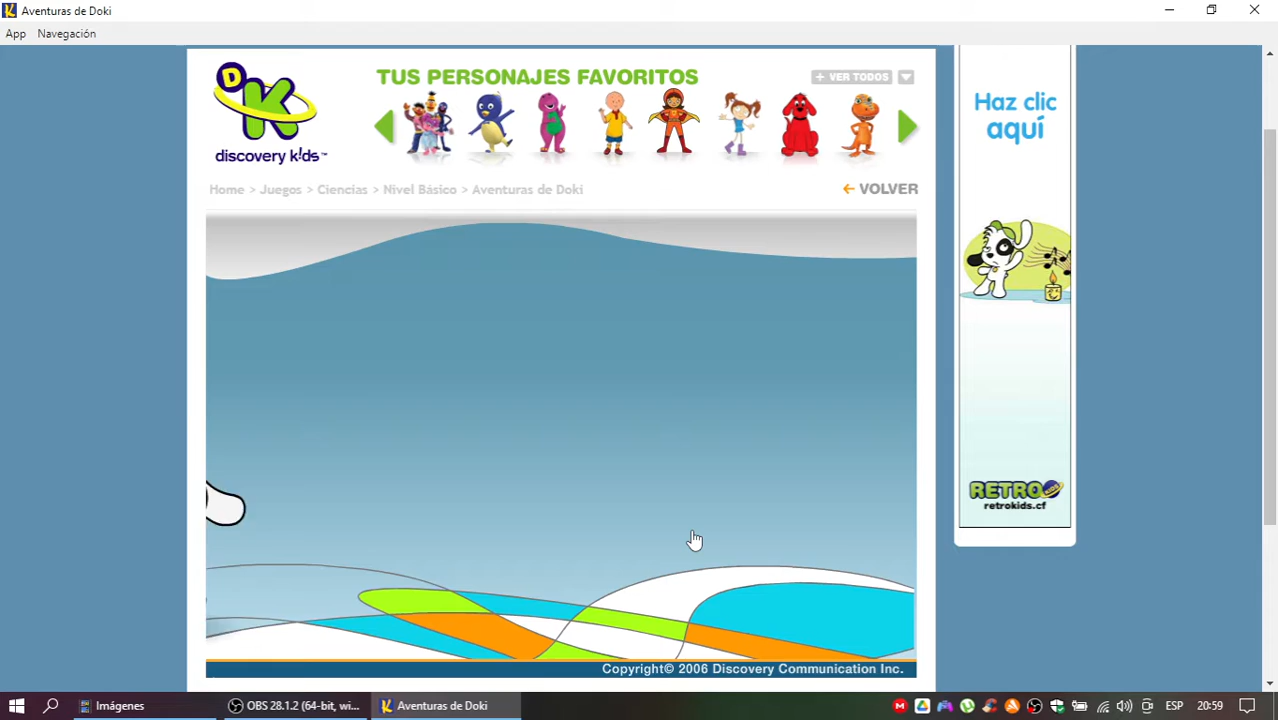 Aventuras de Doki
App Navegación
D
K
discovery k!ds™
TUS PERSONAJES FAVORITOS
+ VER TODOS
Home > Juegos > Ciencias > Nivel Básico > Aventuras de Doki
← VOLVER
Haz clic
aquí
RETRO
retrokids.cf
Copyright© 2006 Discovery Communication Inc.
Imágenes
OBS 28.1.2 (64-bit, wi...
Aventuras de Doki
ESP
20:59